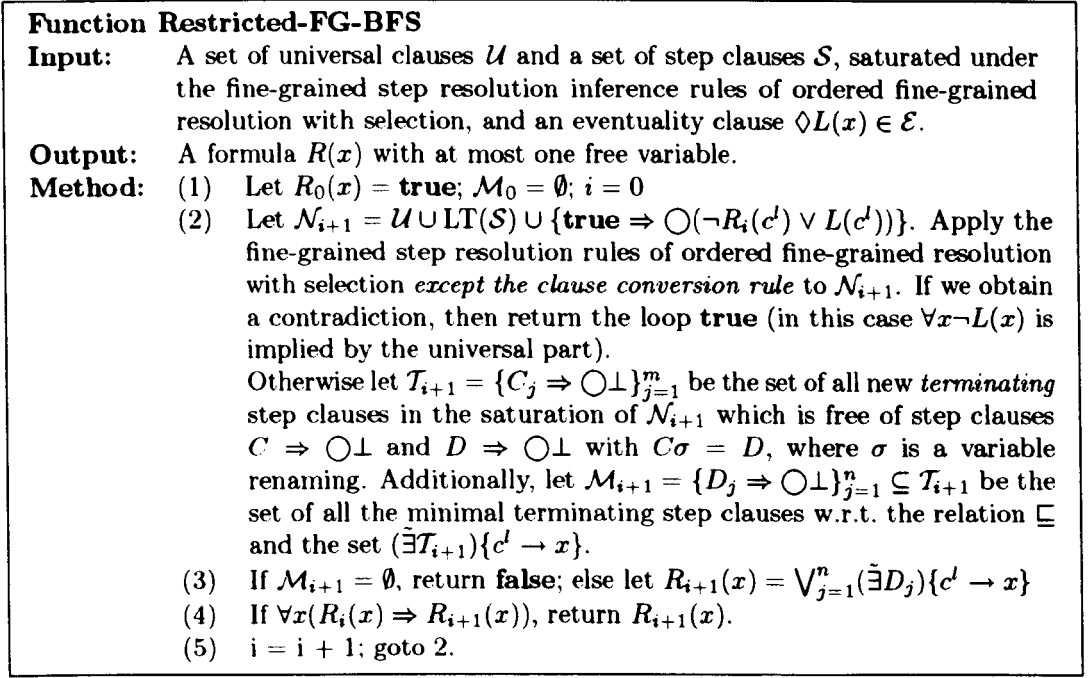 Function Restricted-FG-BFS
Input: A set of universal clauses 𝒰 and a set of step clauses 𝒮, saturated under
the fine-grained step resolution inference rules of ordered fine-grained
resolution with selection, and an eventuality clause ◊L(x) ∈ ℰ.
Output: A formula R(x) with at most one free variable.
Method: (1) Let R₀(x) = true; ℳ₀ = ∅; i = 0
(2) Let 𝒩ᵢ₊₁ = 𝒰 ∪ LT(𝒮) ∪ {true ⇒ ◯(¬Rᵢ(cˡ) ∨ L(cˡ))}. Apply the
fine-grained step resolution rules of ordered fine-grained resolution
with selection except the clause conversion rule to 𝒩ᵢ₊₁. If we obtain
a contradiction, then return the loop true (in this case ∀x¬L(x) is
implied by the universal part).
Otherwise let 𝒯ᵢ₊₁ = {Cⱼ ⇒ ◯⊥}ᵐⱼ₌₁ be the set of all new terminating
step clauses in the saturation of 𝒩ᵢ₊₁ which is free of step clauses
C ⇒ ◯⊥ and D ⇒ ◯⊥ with Cσ = D, where σ is a variable
renaming. Additionally, let ℳᵢ₊₁ = {Dⱼ ⇒ ◯⊥}ⁿⱼ₌₁ ⊆ 𝒯ᵢ₊₁ be the
set of all the minimal terminating step clauses w.r.t. the relation ⊑
and the set (∃̃𝒯ᵢ₊₁){cˡ → x}.
(3) If ℳᵢ₊₁ = ∅, return false; else let Rᵢ₊₁(x) = ⋁ⁿⱼ₌₁(∃̃Dⱼ){cˡ → x}
(4) If ∀x(Rᵢ(x) ⇒ Rᵢ₊₁(x)), return Rᵢ₊₁(x).
(5) i = i + 1; goto 2.